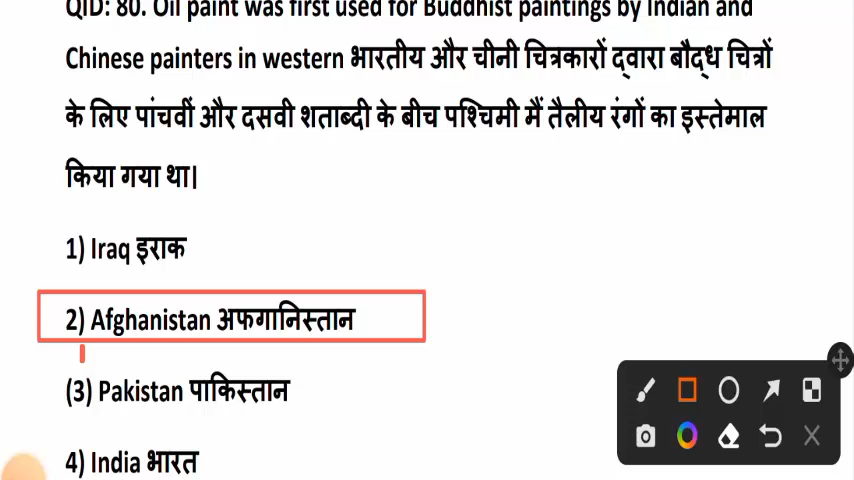 QID: 80. Oil paint was first used for Buddhist paintings by Indian and
Chinese painters in western भारतीय और चीनी चित्रकारों द्वारा बौद्ध चित्रों
के लिए पांचवीं और दसवी शताब्दी के बीच पश्चिमी मैं तैलीय रंगों का इस्तेमाल
किया गया था।
1) Iraq इराक
2) Afghanistan अफगानिस्तान
(3) Pakistan पाकिस्तान
4) India भारत